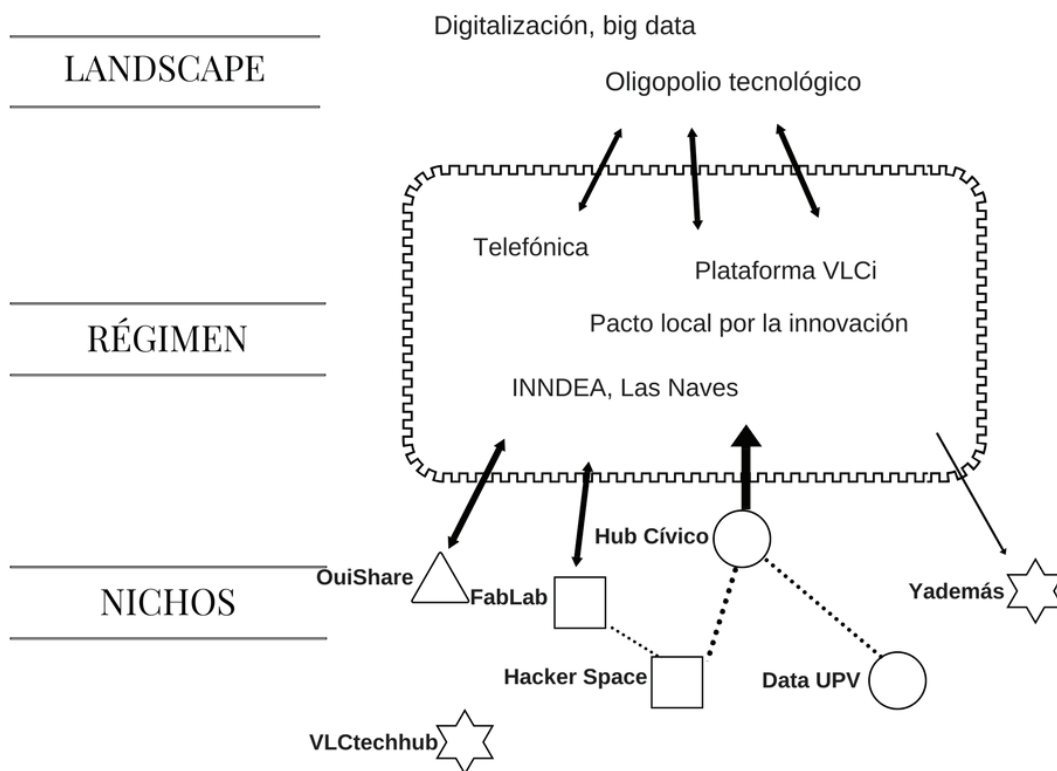 Digitalización, big data
LANDSCAPE
Oligopolio tecnológico
Telefónica
Plataforma VLCi
RÉGIMEN
Pacto local por la innovación
INNDEA, Las Naves
Hub Cívico
OuiShare
FabLab
Yademás
NICHOS
Hacker Space
Data UPV
VLCtechhub